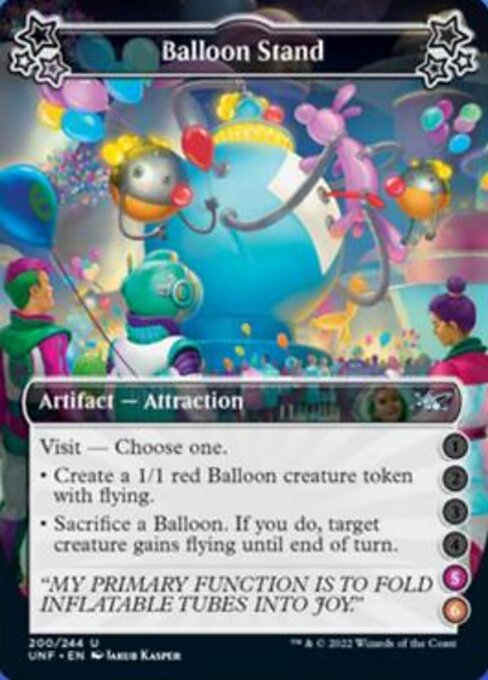 Balloon Stand
Artifact — Attraction
Visit — Choose one.
• Create a 1/1 red Balloon creature token
with flying.
• Sacrifice a Balloon. If you do, target
creature gains flying until end of turn.
“MY PRIMARY FUNCTION IS TO FOLD
INFLATABLE TUBES INTO JOY.”
1
2
3
4
5
6
200/244 U
UNF • EN Jakub Kasper
™ & © 2022 Wizards of the Coast